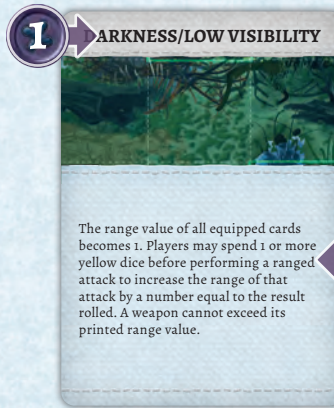 1
DARKNESS/LOW VISIBILITY
The range value of all equipped cards
becomes 1. Players may spend 1 or more
yellow dice before performing a ranged
attack to increase the range of that
attack by a number equal to the result
rolled. A weapon cannot exceed its
printed range value.